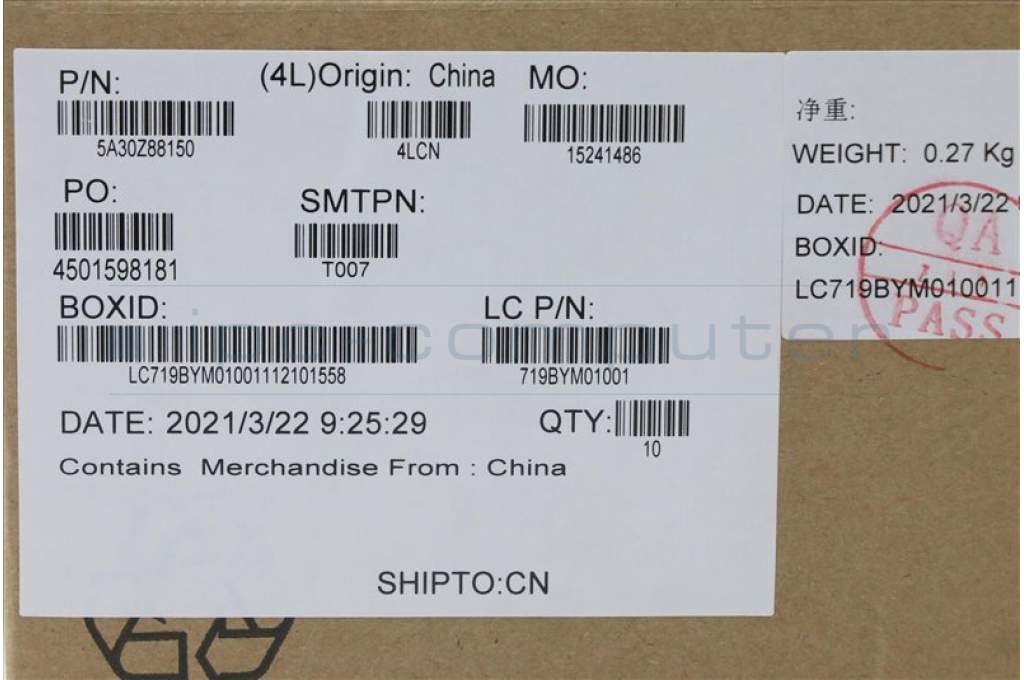 P/N: (4L)Origin: China MO:
5A30Z88150 4LCN 15241486
PO: SMTPN:
4501598181 T007
BOXID: LC P/N:
LC719BYM01001112101558 719BYM01001
DATE: 2021/3/22 9:25:29 QTY:
10
Contains Merchandise From : China
SHIPTO:CN
净重:
WEIGHT: 0.27 Kg
DATE: 2021/3/22
BOXID:
LC719BYM010011
QA
PASS